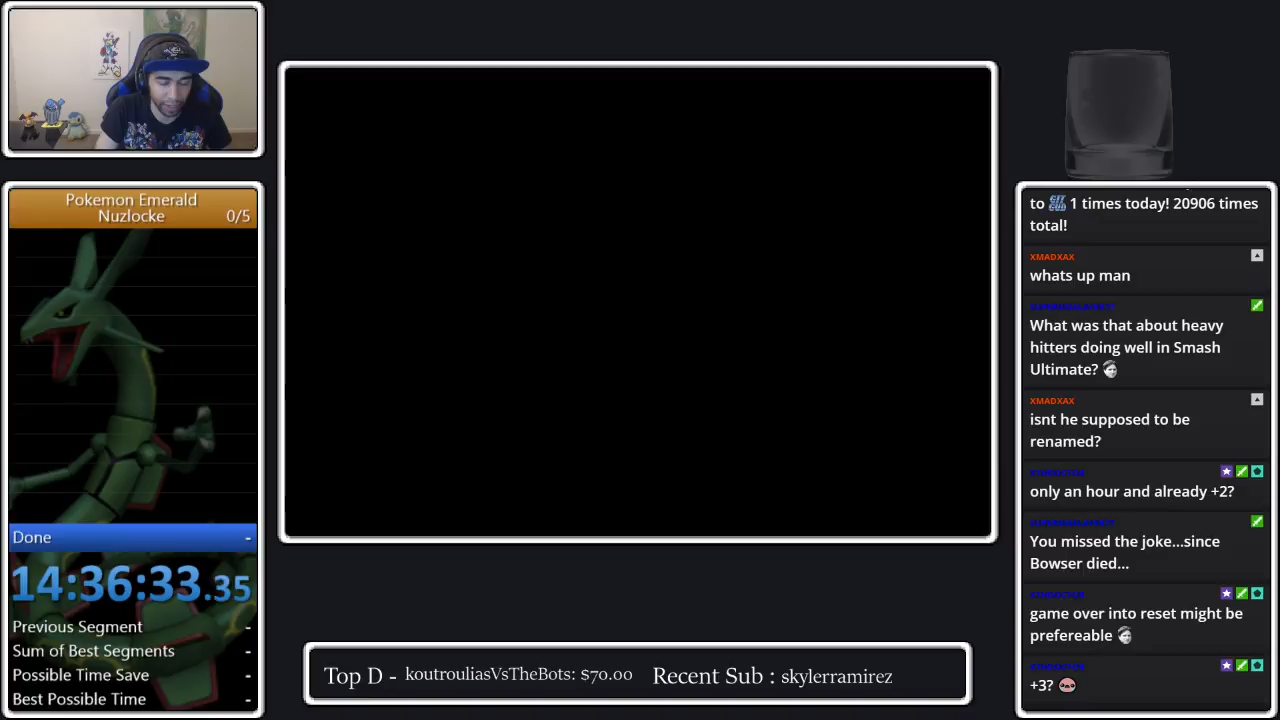 Pokemon Emerald
Nuzlocke 0/5
Done -
14:36:33.35
Previous Segment -
Sum of Best Segments -
Possible Time Save -
Best Possible Time -
Top D - koutrouliasVsTheBots: $70.00 Recent Sub : skylerramirez
to 1 times today! 20906 times
total!
XMADXAX
whats up man
What was that about heavy
hitters doing well in Smash
Ultimate?
XMADXAX
isnt he supposed to be
renamed?
only an hour and already +2?
You missed the joke...since
Bowser died...
game over into reset might be
prefereable
+3?